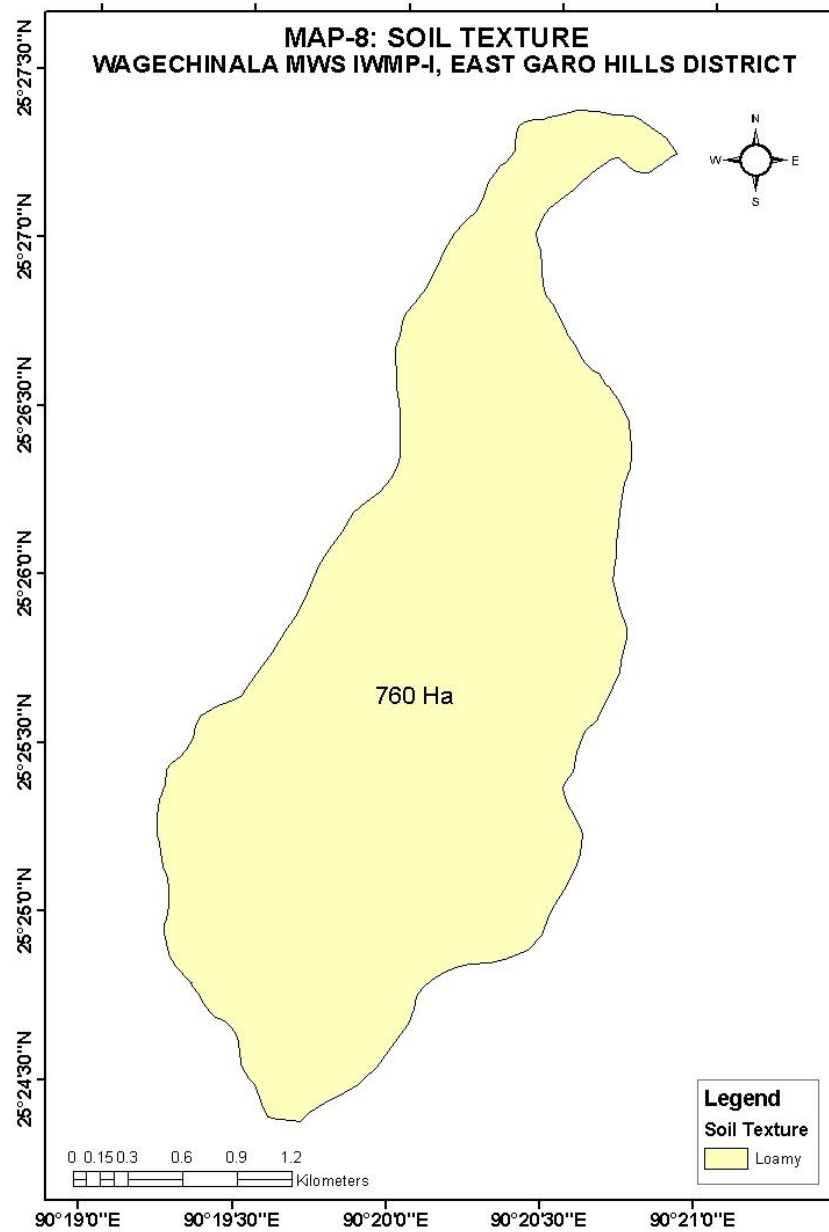 MAP-8: SOIL TEXTURE
WAGECHINALA MWS IWMP-I, EAST GARO HILLS DISTRICT
25°27'30"N
25°27'0"N
25°26'30"N
25°26'0"N
25°25'30"N
25°25'0"N
25°24'30"N
N
W E
S
760 Ha
Legend
Soil Texture
Loamy
0 0.15 0.3 0.6 0.9 1.2
Kilometers
90°19'0"E 90°19'30"E 90°20'0"E 90°20'30"E 90°21'0"E